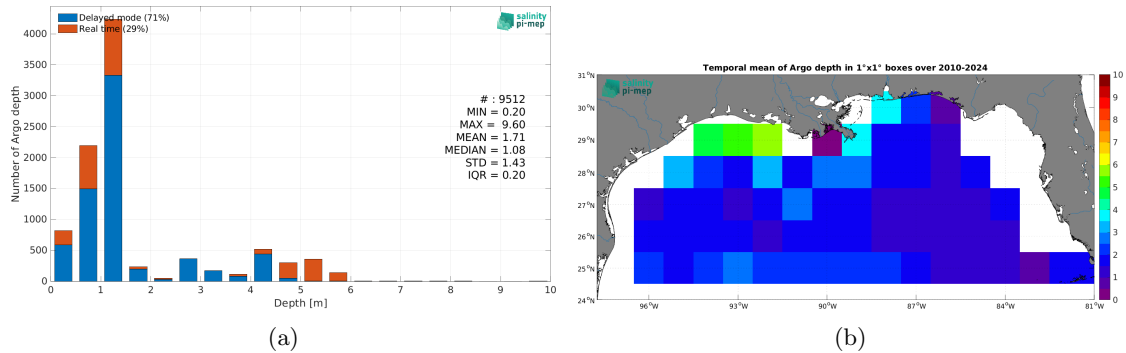 Delayed mode (71%)
Real time (29%)
salinity
pi-mep
# : 9512
MIN = 0.20
MAX = 9.60
MEAN = 1.71
MEDIAN = 1.08
STD = 1.43
IQR = 0.20
Number of Argo depth
4000
3500
3000
2500
2000
1500
1000
500
0
0 1 2 3 4 5 6 7 8 9 10
Depth [m]
(a)
Temporal mean of Argo depth in 1°x1° boxes over 2010-2024
salinity
pi-mep
31°N
30°N
29°N
28°N
27°N
26°N
25°N
24°N
96°W 93°W 90°W 87°W 84°W 81°W
10
9
8
7
6
5
4
3
2
1
0
(b)